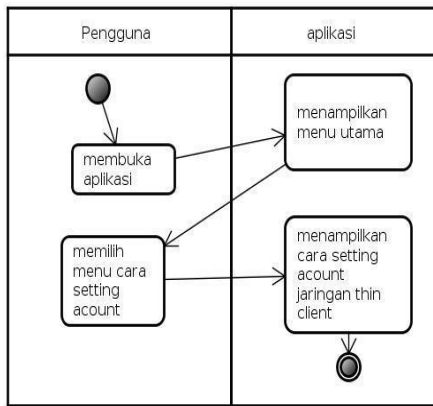 Pengguna
aplikasi
membuka
aplikasi
menampilkan
menu utama
memilih
menu cara
setting
acount
menampilkan
cara setting
acount
jaringan thin
client